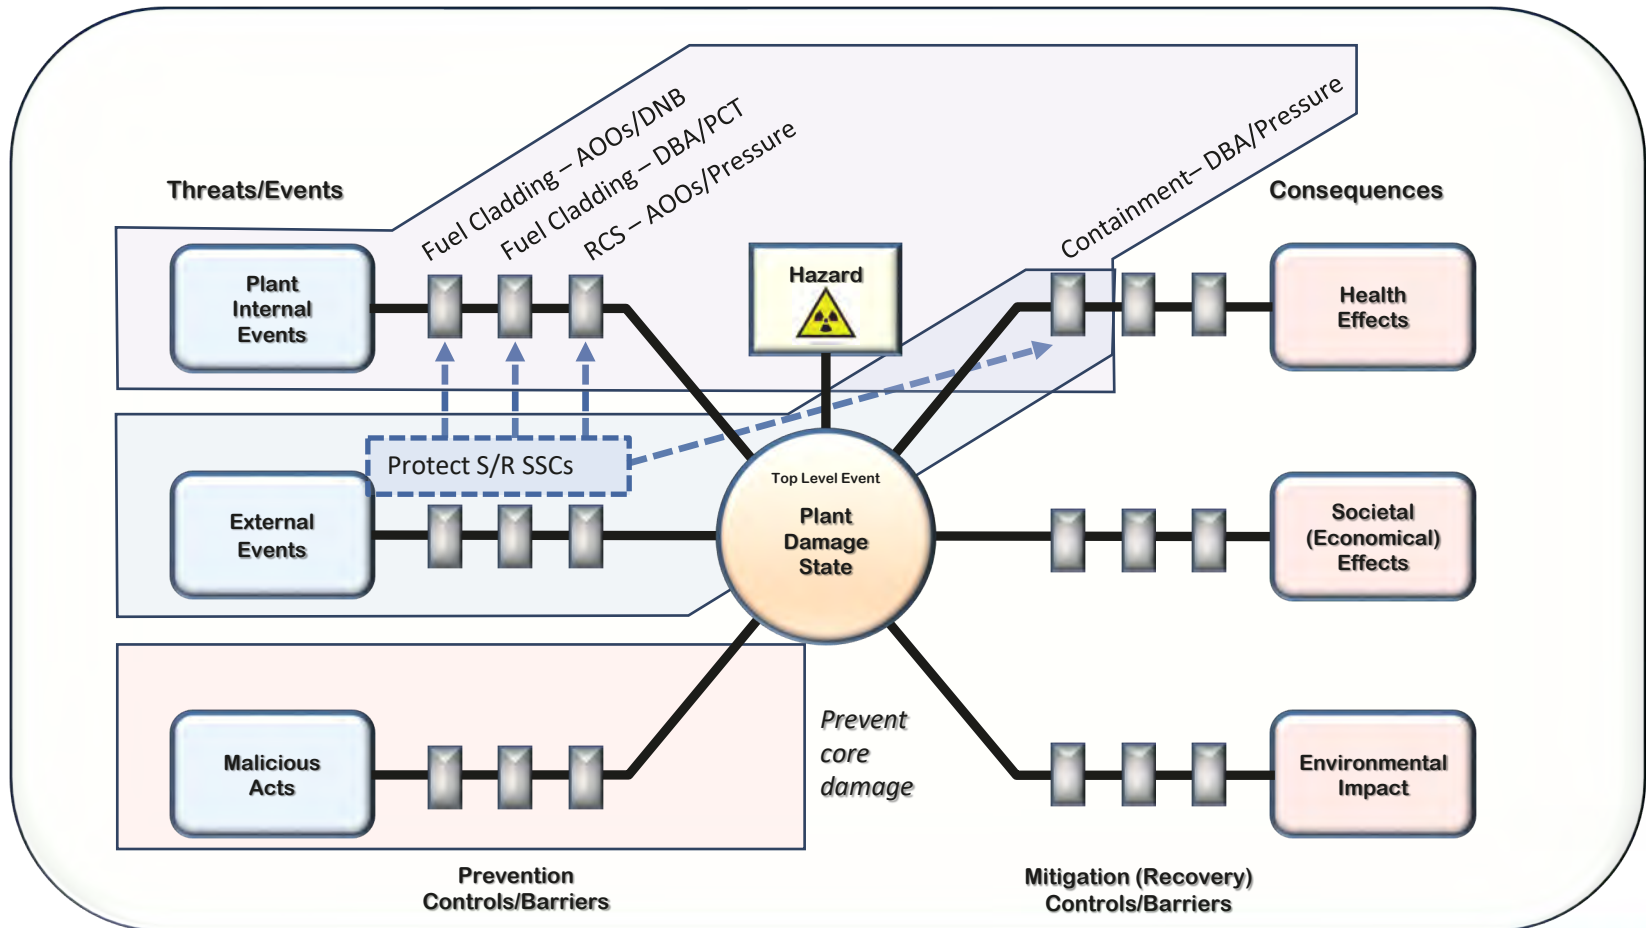 Fuel Cladding – AOOs/DNB
Fuel Cladding – DBA/PCT
RCS – AOOs/Pressure
Containment– DBA/Pressure
Threats/Events
Consequences
Plant
Internal
Events
Hazard
Health
Effects
Protect S/R SSCs
External
Events
Top Level Event
Plant
Damage
State
Societal
(Economical)
Effects
Malicious
Acts
Prevent
core
damage
Environmental
Impact
Prevention
Controls/Barriers
Mitigation (Recovery)
Controls/Barriers